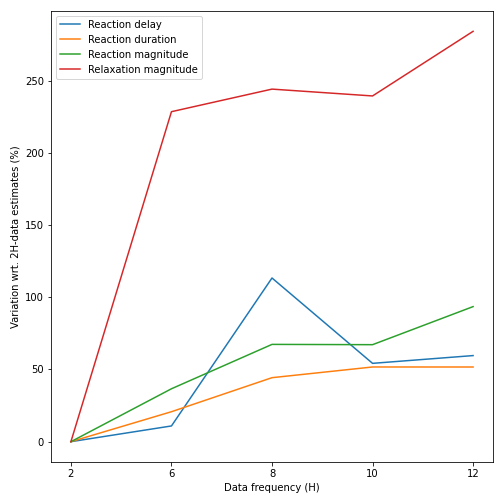 Reaction delay
Reaction duration
Reaction magnitude
Relaxation magnitude
250
200
150
100
50
0
Variation wrt. 2H-data estimates (%)
2 6 8 10 12
Data frequency (H)